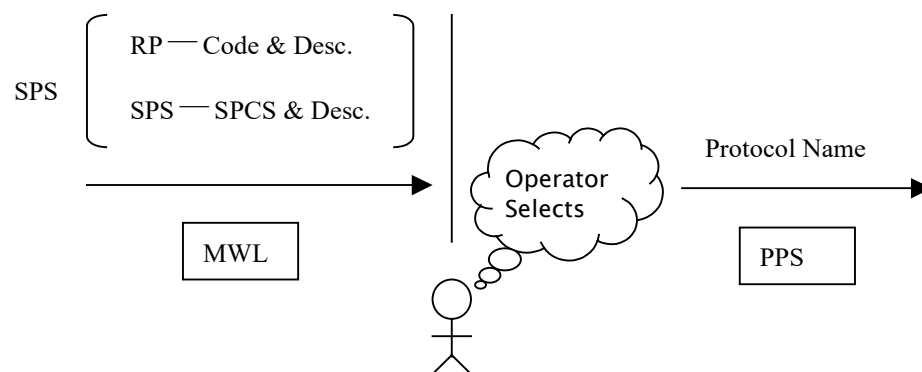 SPS
RP — Code & Desc.
SPS — SPCS & Desc.
MWL
Operator
Selects
Protocol Name
PPS